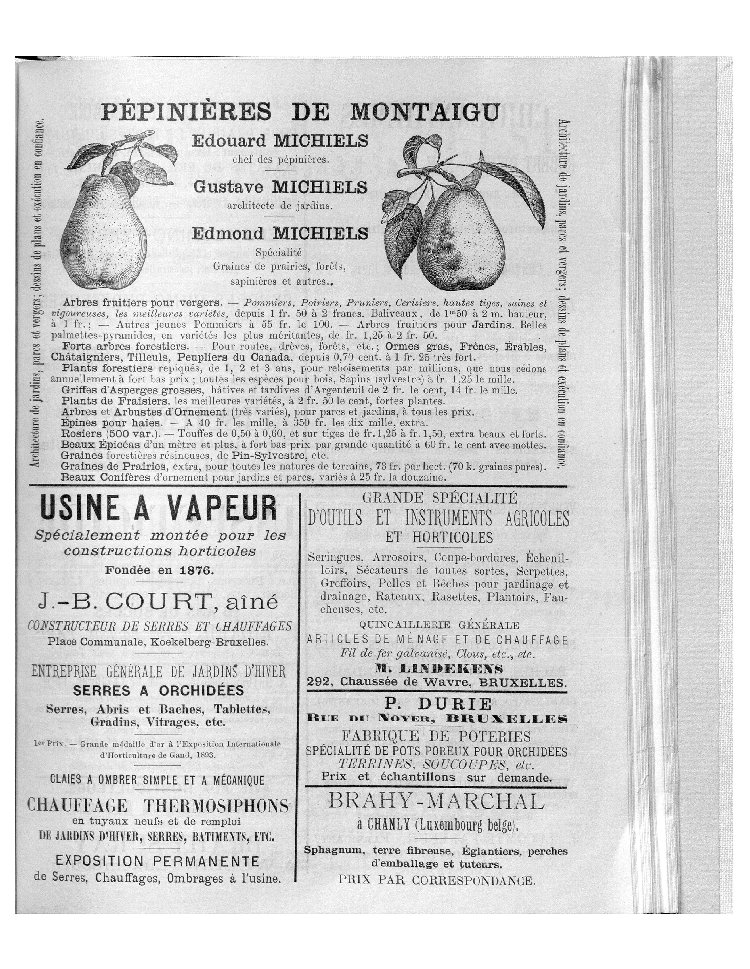 PÉPINIÈRES DE MONTAIGU
Architecture de jardins, parcs et vergers; dessins de plans et exécution en confiance.
Edouard MICHIELS
chef des pépinières.
Gustave MICHIELS
architecte de jardins.
Edmond MICHIELS
Spécialité
Graines de prairies, forêts,
sapinières et autres..
Architecture de jardins, parcs et vergers; dessins de plans et exécution en confiance.
Arbres fruitiers pour vergers. — Pommiers, Poiriers, Pruniers, Cerisiers, hautes tiges, saines et
vigoureuses, les meilleures variétés, depuis 1 fr. 50 à 2 francs. Baliveaux, de 1m50 à 2 m. hauteur,
à 1 fr.; — Autres jeunes Pommiers à 55 fr. le 100. — Arbres fruitiers pour Jardins. Belles
palmettes-pyramides, en variétés les plus méritantes, de fr. 1,25 à 2 fr. 50.
Forts arbres forestiers. — Pour routes, drèves, forêts, etc.; Ormes gras, Frênes, Érables,
Châtaigniers, Tilleuls, Peupliers du Canada, depuis 0,70 cent. à 1 fr. 25 très fort.
Plants forestiers repiqués, de 1, 2 et 3 ans, pour reboisements par millions, que nous cédons
annuellement à fort bas prix; toutes les espèces pour bois, Sapins sylvestres à fr. 1,25 le mille.
Griffes d'Asperges grosses, hâtives et tardives d'Argenteuil de 2 fr. le cent, 14 fr. le mille.
Plants de Fraisiers, les meilleures variétés, à 2 fr. 50 le cent, fortes plantes.
Arbres et Arbustes d'Ornement (très variés), pour parcs et jardins, à tous les prix.
Épines pour haies. — A 40 fr. les mille, à 350 fr. les dix mille, extra.
Rosiers (500 var.). — Touffes de 0,50 à 0,60, et sur tiges de fr. 1,25 à fr. 1,50, extra beaux et forts.
Beaux Epicéas d'un mètre et plus, à fort bas prix par grande quantité à 60 fr. le cent avec mottes.
Graines forestières résineuses, de Pin-Sylvestre, etc.
Graines de Prairies, extra, pour toutes les natures de terrains, 73 fr. par hect. (70 k. graines pures).
Beaux Conifères d'ornement pour jardins et parcs, variés à 25 fr. la douzaine.
USINE A VAPEUR
Spécialement montée pour les
constructions horticoles
Fondée en 1876.
J.-B. COURT, aîné
CONSTRUCTEUR DE SERRES ET CHAUFFAGES
Place Communale, Koekelberg-Bruxelles.
ENTREPRISE GÉNÉRALE DE JARDINS D'HIVER
SERRES A ORCHIDÉES
Serres, Abris et Baches, Tablettes,
Gradins, Vitrages, etc.
1er Prix. — Grande médaille d'or à l'Exposition Internationale
d'Horticulture de Gand, 1893.
CLAIES A OMBRER SIMPLE ET A MÉCANIQUE
CHAUFFAGE THERMOSIPHONS
en tuyaux neufs et de remploi
DE JARDINS D'HIVER, SERRES, BATIMENTS, ETC.
EXPOSITION PERMANENTE
de Serres, Chauffages, Ombrages à l'usine.
GRANDE SPÉCIALITÉ
D'OUTILS ET INSTRUMENTS AGRICOLES
ET HORTICOLES
Seringues, Arrosoirs, Coupe-bordures, Échenil-
loirs, Sécateurs de toutes sortes, Serpettes,
Greffoirs, Pelles et Bêches pour jardinage et
drainage, Rateaux, Rasettes, Plantoirs, Fau-
cheuses, etc.
QUINCAILLERIE GÉNÉRALE
ARTICLES DE MENAGE ET DE CHAUFFAGE
Fil de fer galvanisé, Clous, etc., etc.
M. LINDEKENS
292, Chaussée de Wavre, BRUXELLES.
P. DURIE
RUE DU NOYER, BRUXELLES
FABRIQUE DE POTERIES
SPÉCIALITÉ DE POTS POREUX POUR ORCHIDEES
TERRINES, SOUCOUPES, etc.
Prix et échantillons sur demande.
BRAHY-MARCHAL
à CHANLY (Luxembourg belge).
Sphagnum, terre fibreuse, Églantiers, perches
d'emballage et tuteurs.
PRIX PAR CORRESPONDANCE.